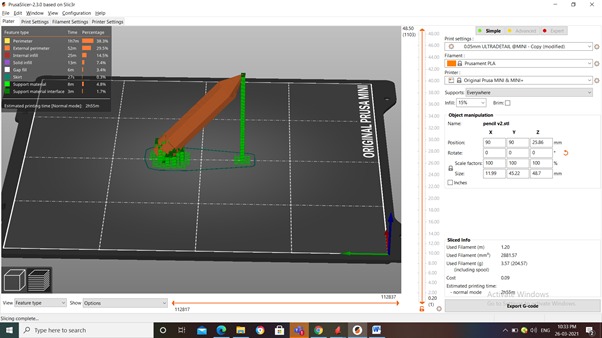 PrusaSlicer-2.3.0 based on Slic3r
File Edit Window View Configuration Help
Plater Print Settings Filament Settings Printer Settings
Feature type Time Percentage
Perimeter 1h7m 38.3%
External perimeter 52m 29.5%
Internal infill 25m 14.5%
Solid infill 13m 7.4%
Gap fill 6m 3.4%
Skirt 27s 0.3%
Support material 8m 4.8%
Support material interface 3m 1.7%
Estimated printing time [Normal mode]: 2h55m
ORIGINAL PRUSA MINI
48.50
(1103)
48.00
46.00
44.00
42.00
40.00
38.00
36.00
34.00
32.00
30.00
28.00
26.00
24.00
22.00
20.00
18.00
16.00
14.00
12.00
10.00
8.00
6.00
4.00
2.00
0.20
(1)
Simple Advanced Expert
Print settings :
0.05mm ULTRADETAIL @MINI - Copy (modified)
Filament :
Prusament PLA
Printer :
Original Prusa MINI & MINI+
Supports: Everywhere
Infill: 15% Brim:
Object manipulation
Name: pencil v2.stl
X Y Z
Position: 90 90 25.86 mm
Rotate: 0 0 0 °
Scale factors: 100 100 100 %
Size: 11.99 45.22 48.7 mm
Inches
Sliced Info
Used Filament (m) 1.20
Used Filament (mm³) 2881.57
Used Filament (g) 3.57 (204.57)
(including spool)
Cost 0.09
Estimated printing time:
- normal mode 2h55m
Activate Windows
Go to Settings to activate Windows.
Export G-code
View Feature type Show Options
112837
112817
Slicing complete...
Type here to search
ENG
10:33 PM
26-03-2021